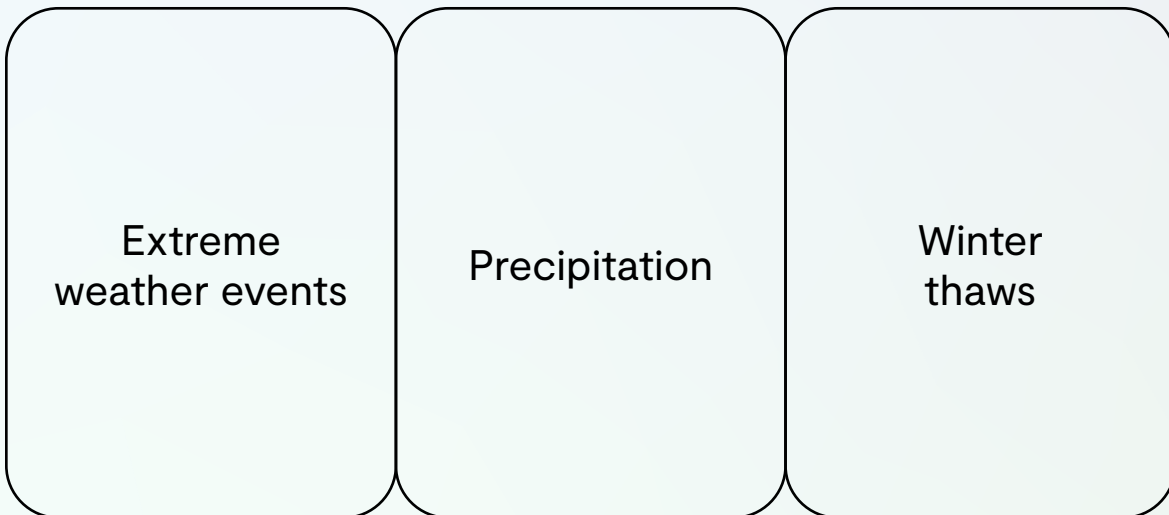 Extreme
weather events
Precipitation
Winter
thaws